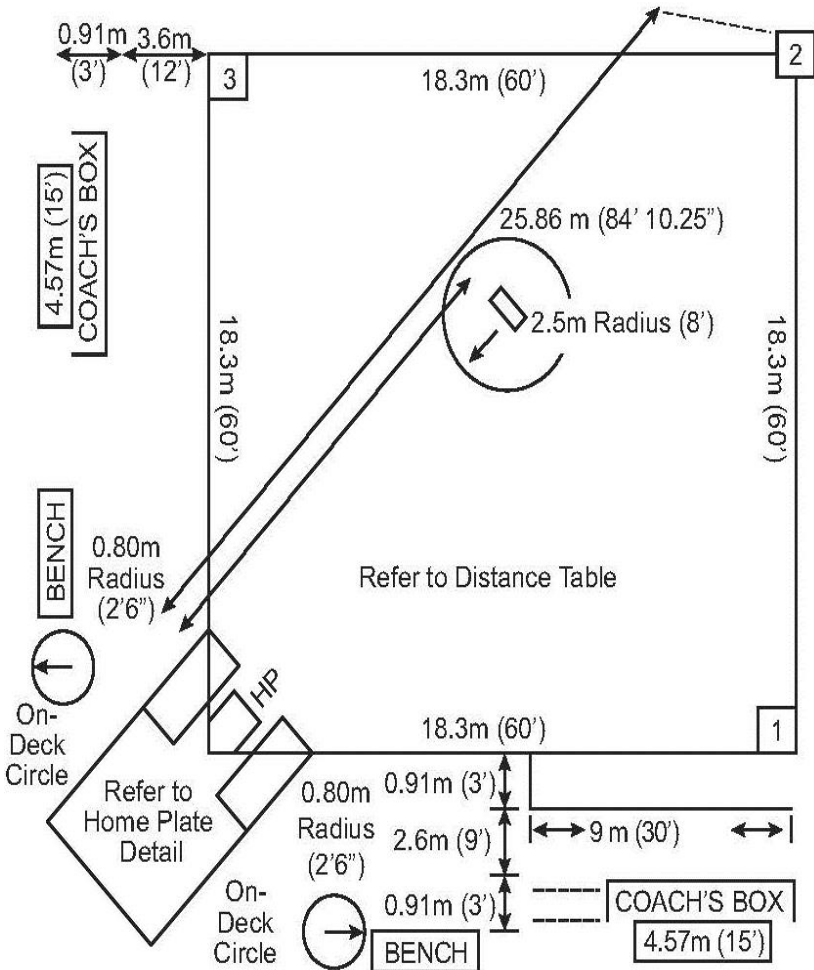 0.91m
(3')
3.6m
(12')
3
18.3m (60')
2
4.57m (15')
COACH'S BOX
25.86 m (84' 10.25”)
2.5m Radius (8')
18.3m (60')
18.3m (60')
BENCH
0.80m
Radius
(2'6”)
Refer to Distance Table
On-
Deck
Circle
HP
18.3m (60')
1
Refer to
Home Plate
Detail
0.80m
Radius
(2'6”)
0.91m (3')
2.6m (9')
9 m (30')
On-
Deck
Circle
0.91m (3')
BENCH
COACH'S BOX
4.57m (15')